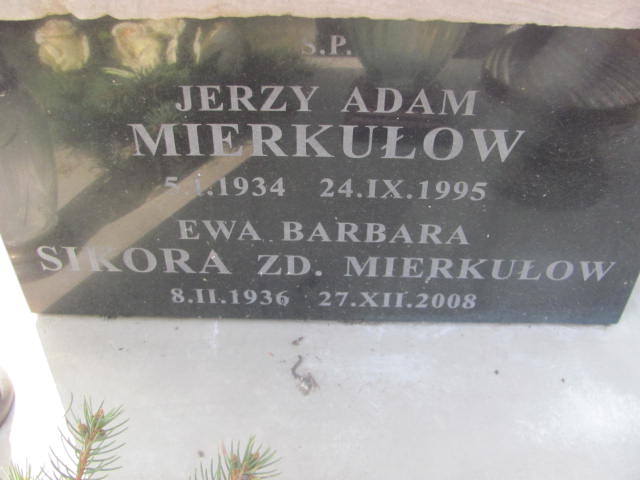 Ś.P.
JERZY ADAM
MIERKUŁOW
5.I.1934 24.IX.1995
EWA BARBARA
SIKORA ZD. MIERKUŁOW
8.II.1936 27.XII.2008